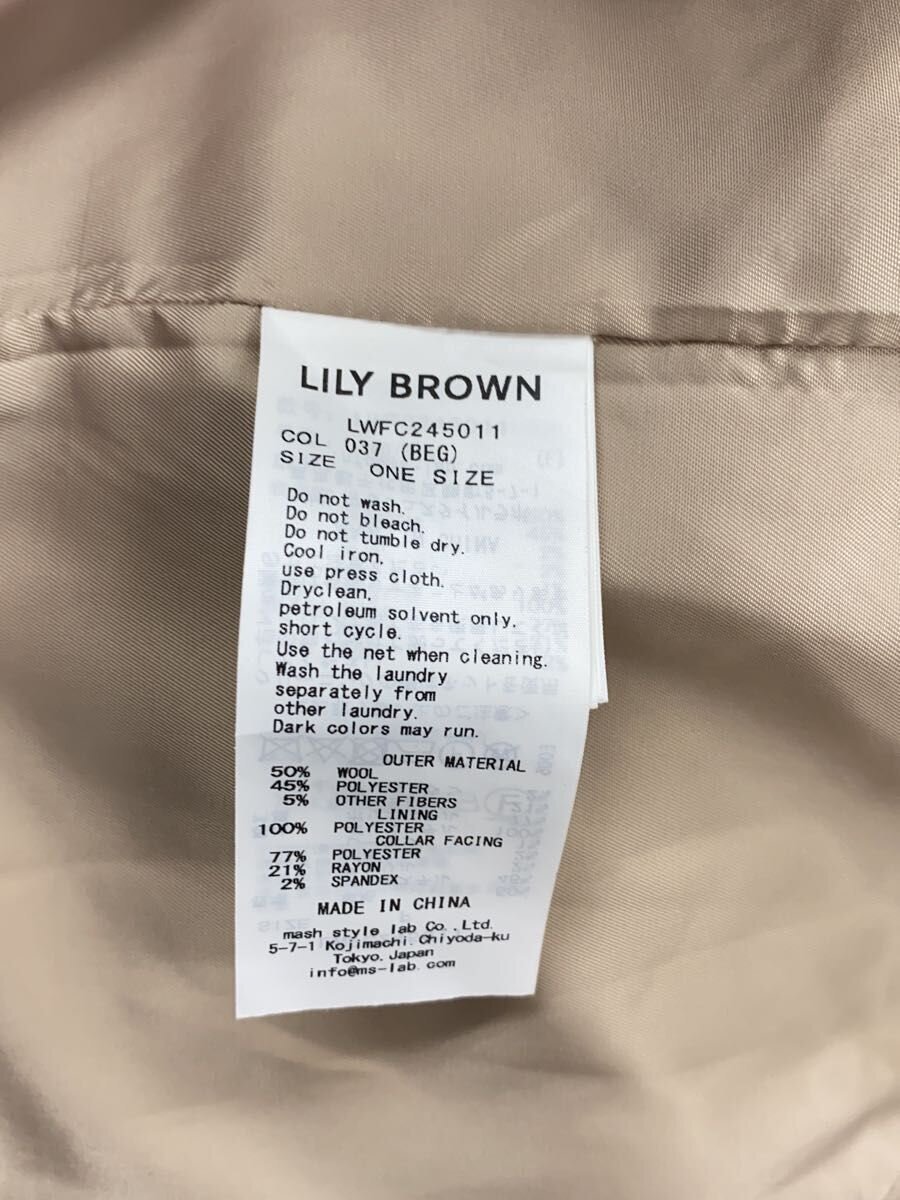 LILY BROWN
LWFC245011
COL 037 (BEG)
SIZE ONE SIZE
Do not wash.
Do not bleach.
Do not tumble dry.
Cool iron,
use press cloth.
Dryclean,
petroleum solvent only,
short cycle.
Use the net when cleaning.
Wash the laundry
separately from
other laundry.
Dark colors may run.
OUTER MATERIAL
50% WOOL
45% POLYESTER
5% OTHER FIBERS
LINING
100% POLYESTER
COLLAR FACING
77% POLYESTER
21% RAYON
2% SPANDEX
MADE IN CHINA
mash style lab Co.,Ltd.
5-7-1 Kojimachi,Chiyoda-ku
Tokyo,Japan
info@ms-lab.com